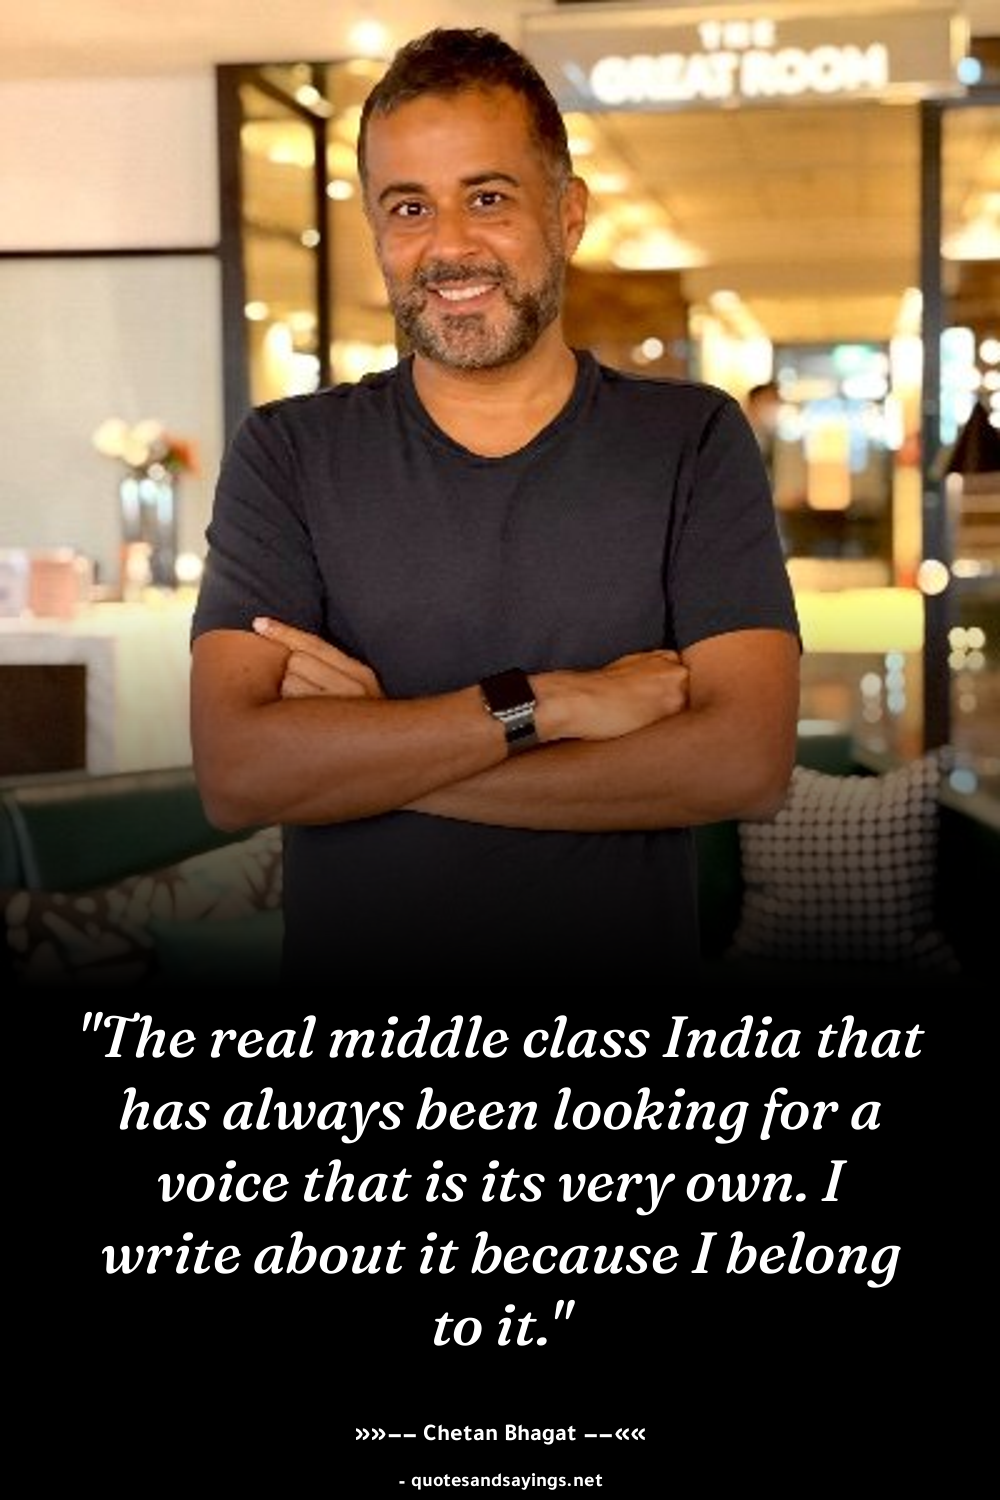 THE
GREAT ROOM
"The real middle class India that
has always been looking for a
voice that is its very own. I
write about it because I belong
to it."
»»–– Chetan Bhagat ––««
- quotesandsayings.net